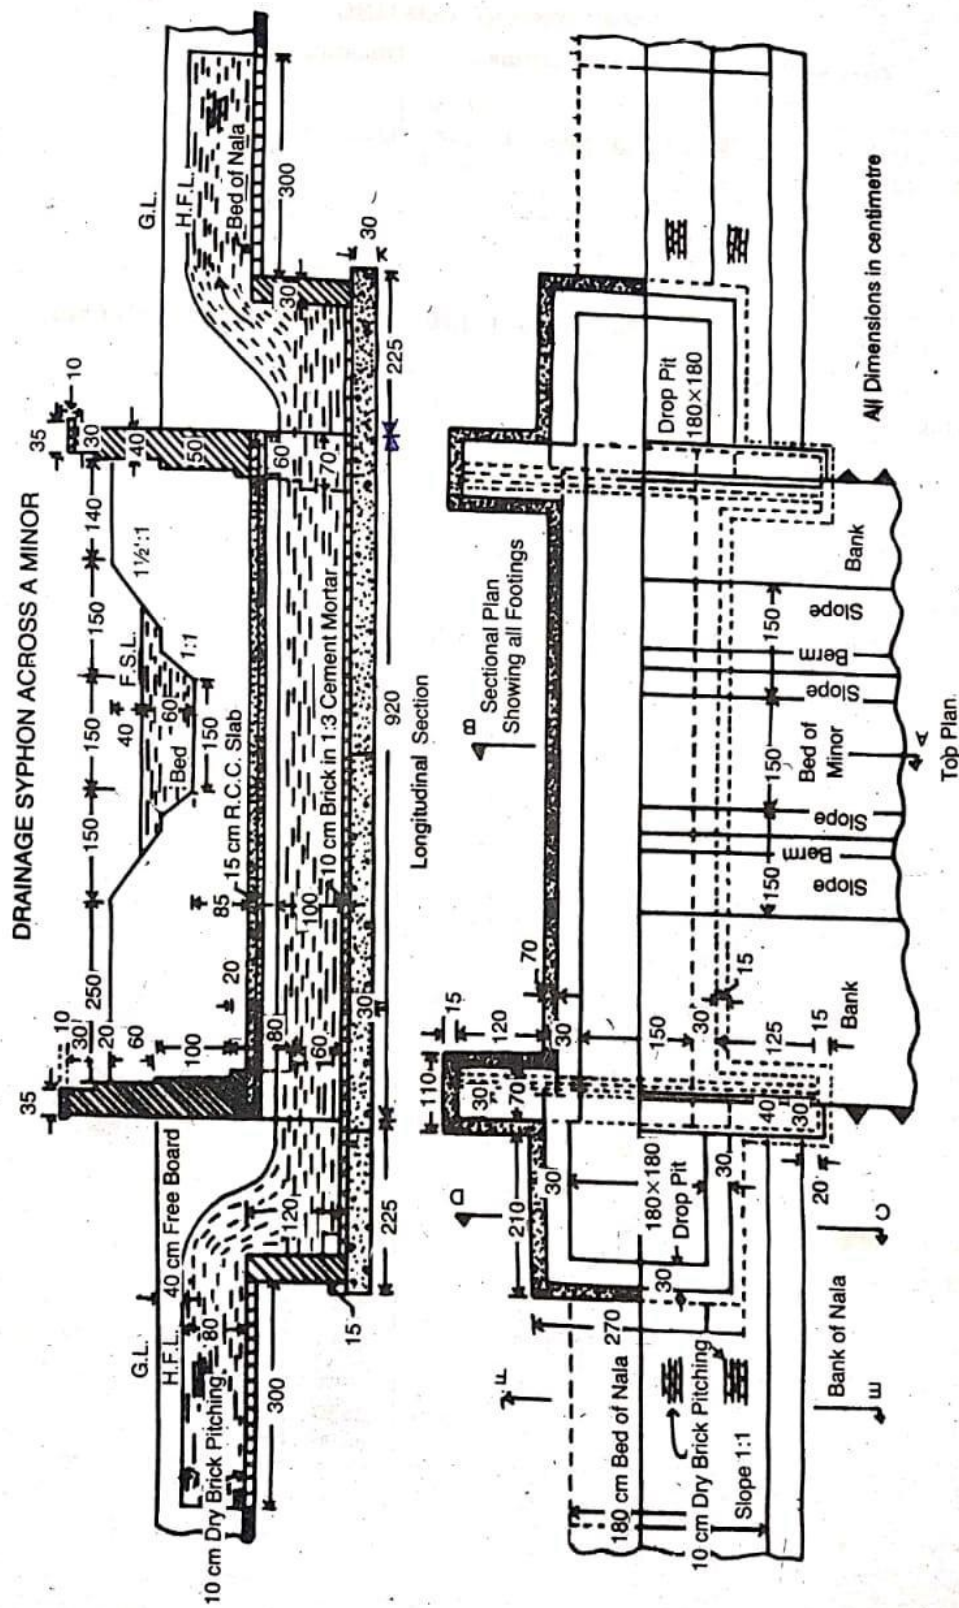 DRAINAGE SYPHON ACROSS A MINOR
35
10
30
20
60
100
250
150
150
150
140
35
10
30
40
50
40
F.S.L.
60
Bed
150
1:1
1½':1
G.L.
H.F.L.
40 cm Free Board
80
10 cm Dry Brick Pitching
300
120
80
60
20
85
15 cm R.C.C. Slab
100
10 cm Brick in 1:3 Cement Mortar
60
70
G.L.
H.F.L.
Bed of Nala
300
30
30
15
225
30
920
225
Longitudinal Section
F
D
B
Sectional Plan
Showing all Footings
110
15
120
70
30
70
30
210
30
270
30
180×180
Drop Pit
30
150
30
15
125
15
40
30
20
180 cm Bed of Nala
10 cm Dry Brick Pitching
Slope 1:1
Bank of Nala
E
C
Bank
Slope
Berm
Slope
Bed of
Minor
Slope
Berm
Slope
Bank
150
150
150
A
Drop Pit
180×180
Top Plan
All Dimensions in centimetre